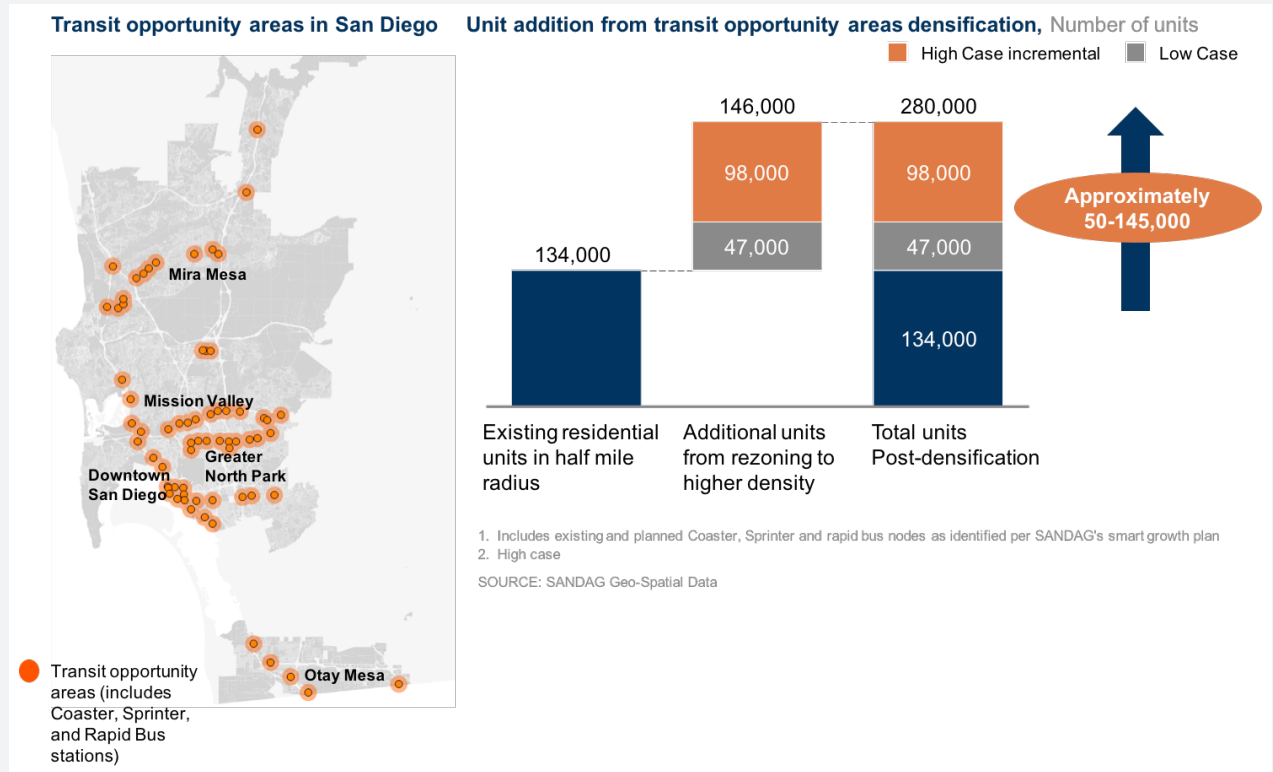 Transit opportunity areas in San Diego
Mira Mesa
Mission Valley
Greater
North Park
Downtown
San Diego
Otay Mesa
Transit opportunity
areas (includes
Coaster, Sprinter,
and Rapid Bus
stations)
Unit addition from transit opportunity areas densification, Number of units
High Case incremental
Low Case
134,000
146,000
98,000
47,000
280,000
98,000
47,000
134,000
Approximately
50-145,000
Existing residential
units in half mile
radius
Additional units
from rezoning to
higher density
Total units
Post-densification
1. Includes existing and planned Coaster, Sprinter and rapid bus nodes as identified per SANDAG's smart growth plan
2. High case
SOURCE: SANDAG Geo-Spatial Data